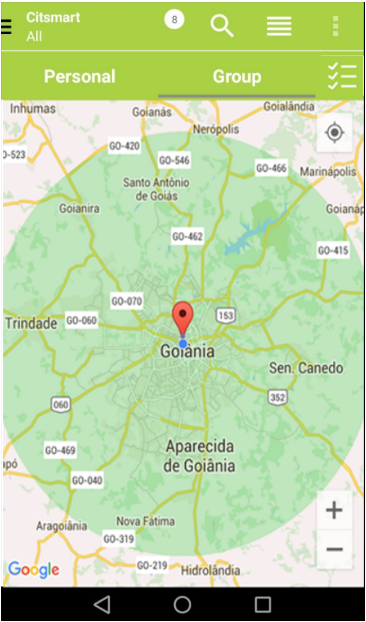 Citsmart
8
All
Personal
Group
Inhumas
Goianás
Goialândia
Nerópolis
GO-523
GO-420
GO-546
GO-466
Marinápolis
Santo Antônio
de Goiás
Goianira
Goianáp
GO-462
GO-415
GO-070
153
Trindade
GO-060
Goiânia
Sen. Canedo
352
060
Aparecida
de Goiânia
GO-469
apó
GO-040
Nova Fátima
Aragoiânia
GO-319
GO-219
Hidrolândia
Google